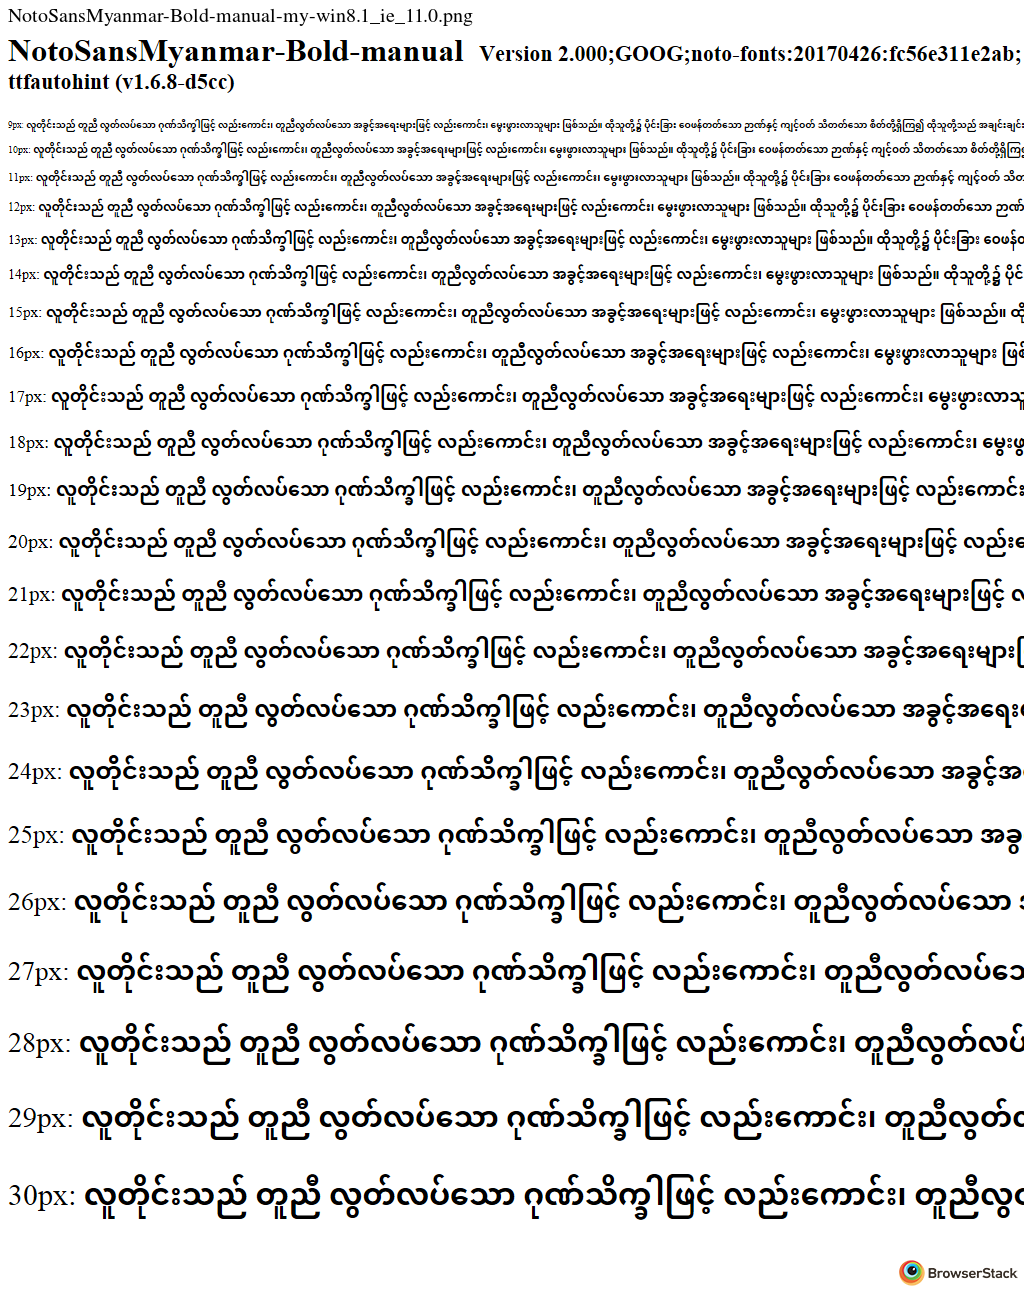 NotoSansMyanmar-Bold-manual-my-win8.1_ie_11.0.png
NotoSansMyanmar-Bold-manual Version 2.000;GOOG;noto-fonts:20170426:fc56e311e2ab;
ttfautohint (v1.6.8-d5cc)
9px: လူတိုင်းသည် တူညီ လွတ်လပ်သော ဂုဏ်သိက္ခါဖြင့် လည်းကောင်း၊ တူညီလွတ်လပ်သော အခွင့်အရေးများဖြင့် လည်းကောင်း၊ မွေးဖွားလာသူများ ဖြစ်သည်။ ထိုသူတို့၌ ပိုင်းခြား ဝေဖန်တတ်သော ဉာဏ်နှင့် ကျင့်ဝတ် သိတတ်သော စိတ်တို့ရှိကြ၍ ထိုသူတို့သည် အချင်းချင်း
10px: လူတိုင်းသည် တူညီ လွတ်လပ်သော ဂုဏ်သိက္ခါဖြင့် လည်းကောင်း၊ တူညီလွတ်လပ်သော အခွင့်အရေးများဖြင့် လည်းကောင်း၊ မွေးဖွားလာသူများ ဖြစ်သည်။ ထိုသူတို့၌ ပိုင်းခြား ဝေဖန်တတ်သော ဉာဏ်နှင့် ကျင့်ဝတ် သိတတ်သော စိတ်တို့ရှိကြ၍
11px: လူတိုင်းသည် တူညီ လွတ်လပ်သော ဂုဏ်သိက္ခါဖြင့် လည်းကောင်း၊ တူညီလွတ်လပ်သော အခွင့်အရေးများဖြင့် လည်းကောင်း၊ မွေးဖွားလာသူများ ဖြစ်သည်။ ထိုသူတို့၌ ပိုင်းခြား ဝေဖန်တတ်သော ဉာဏ်နှင့် ကျင့်ဝတ် သိတ
12px: လူတိုင်းသည် တူညီ လွတ်လပ်သော ဂုဏ်သိက္ခါဖြင့် လည်းကောင်း၊ တူညီလွတ်လပ်သော အခွင့်အရေးများဖြင့် လည်းကောင်း၊ မွေးဖွားလာသူများ ဖြစ်သည်။ ထိုသူတို့၌ ပိုင်းခြား ဝေဖန်တတ်သော ဉာဏ်
13px: လူတိုင်းသည် တူညီ လွတ်လပ်သော ဂုဏ်သိက္ခါဖြင့် လည်းကောင်း၊ တူညီလွတ်လပ်သော အခွင့်အရေးများဖြင့် လည်းကောင်း၊ မွေးဖွားလာသူများ ဖြစ်သည်။ ထိုသူတို့၌ ပိုင်းခြား ဝေဖန်
14px: လူတိုင်းသည် တူညီ လွတ်လပ်သော ဂုဏ်သိက္ခါဖြင့် လည်းကောင်း၊ တူညီလွတ်လပ်သော အခွင့်အရေးများဖြင့် လည်းကောင်း၊ မွေးဖွားလာသူများ ဖြစ်သည်။ ထိုသူတို့၌ ပိုင်
15px: လူတိုင်းသည် တူညီ လွတ်လပ်သော ဂုဏ်သိက္ခါဖြင့် လည်းကောင်း၊ တူညီလွတ်လပ်သော အခွင့်အရေးများဖြင့် လည်းကောင်း၊ မွေးဖွားလာသူများ ဖြစ်သည်။ ထို
16px: လူတိုင်းသည် တူညီ လွတ်လပ်သော ဂုဏ်သိက္ခါဖြင့် လည်းကောင်း၊ တူညီလွတ်လပ်သော အခွင့်အရေးများဖြင့် လည်းကောင်း၊ မွေးဖွားလာသူများ ဖြစ်
17px: လူတိုင်းသည် တူညီ လွတ်လပ်သော ဂုဏ်သိက္ခါဖြင့် လည်းကောင်း၊ တူညီလွတ်လပ်သော အခွင့်အရေးများဖြင့် လည်းကောင်း၊ မွေးဖွားလာသူ
18px: လူတိုင်းသည် တူညီ လွတ်လပ်သော ဂုဏ်သိက္ခါဖြင့် လည်းကောင်း၊ တူညီလွတ်လပ်သော အခွင့်အရေးများဖြင့် လည်းကောင်း၊ မွေးဖွ
19px: လူတိုင်းသည် တူညီ လွတ်လပ်သော ဂုဏ်သိက္ခါဖြင့် လည်းကောင်း၊ တူညီလွတ်လပ်သော အခွင့်အရေးများဖြင့် လည်းကောင်း
20px: လူတိုင်းသည် တူညီ လွတ်လပ်သော ဂုဏ်သိက္ခါဖြင့် လည်းကောင်း၊ တူညီလွတ်လပ်သော အခွင့်အရေးများဖြင့် လည်း
21px: လူတိုင်းသည် တူညီ လွတ်လပ်သော ဂုဏ်သိက္ခါဖြင့် လည်းကောင်း၊ တူညီလွတ်လပ်သော အခွင့်အရေးများဖြင့် လ
22px: လူတိုင်းသည် တူညီ လွတ်လပ်သော ဂုဏ်သိက္ခါဖြင့် လည်းကောင်း၊ တူညီလွတ်လပ်သော အခွင့်အရေးများ
23px: လူတိုင်းသည် တူညီ လွတ်လပ်သော ဂုဏ်သိက္ခါဖြင့် လည်းကောင်း၊ တူညီလွတ်လပ်သော အခွင့်အရေး
24px: လူတိုင်းသည် တူညီ လွတ်လပ်သော ဂုဏ်သိက္ခါဖြင့် လည်းကောင်း၊ တူညီလွတ်လပ်သော အခွင့်အ
25px: လူတိုင်းသည် တူညီ လွတ်လပ်သော ဂုဏ်သိက္ခါဖြင့် လည်းကောင်း၊ တူညီလွတ်လပ်သော အခွ
26px: လူတိုင်းသည် တူညီ လွတ်လပ်သော ဂုဏ်သိက္ခါဖြင့် လည်းကောင်း၊ တူညီလွတ်လပ်သော
27px: လူတိုင်းသည် တူညီ လွတ်လပ်သော ဂုဏ်သိက္ခါဖြင့် လည်းကောင်း၊ တူညီလွတ်လပ်သေ
28px: လူတိုင်းသည် တူညီ လွတ်လပ်သော ဂုဏ်သိက္ခါဖြင့် လည်းကောင်း၊ တူညီလွတ်လပ်
29px: လူတိုင်းသည် တူညီ လွတ်လပ်သော ဂုဏ်သိက္ခါဖြင့် လည်းကောင်း၊ တူညီလွတ်
30px: လူတိုင်းသည် တူညီ လွတ်လပ်သော ဂုဏ်သိက္ခါဖြင့် လည်းကောင်း၊ တူညီလွ
BrowserStack